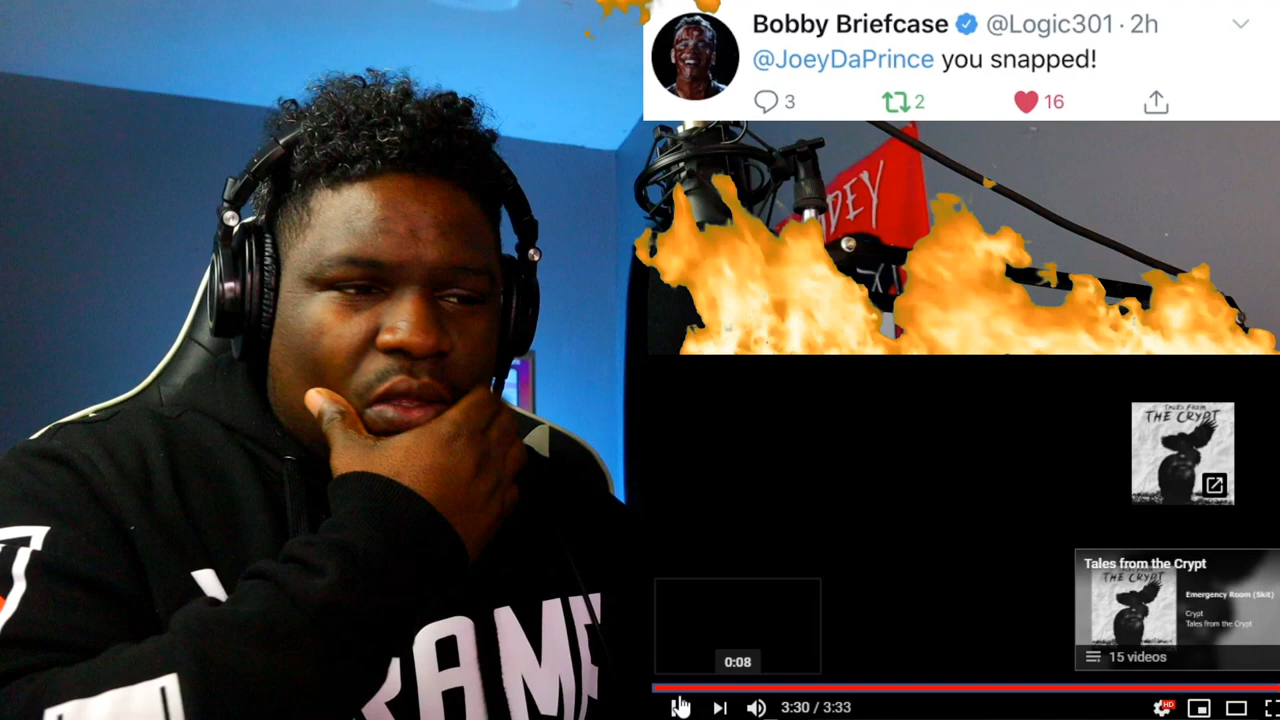 Bobby Briefcase @Logic301 · 2h
@JoeyDaPrince you snapped!
3 2 16
TALES FROM
THE CRYPT
Tales from the Crypt
THE CRYPT
Emergency Room (Skit)
Crypt
Tales from the Crypt
15 videos
0:08
3:30 / 3:33
HD